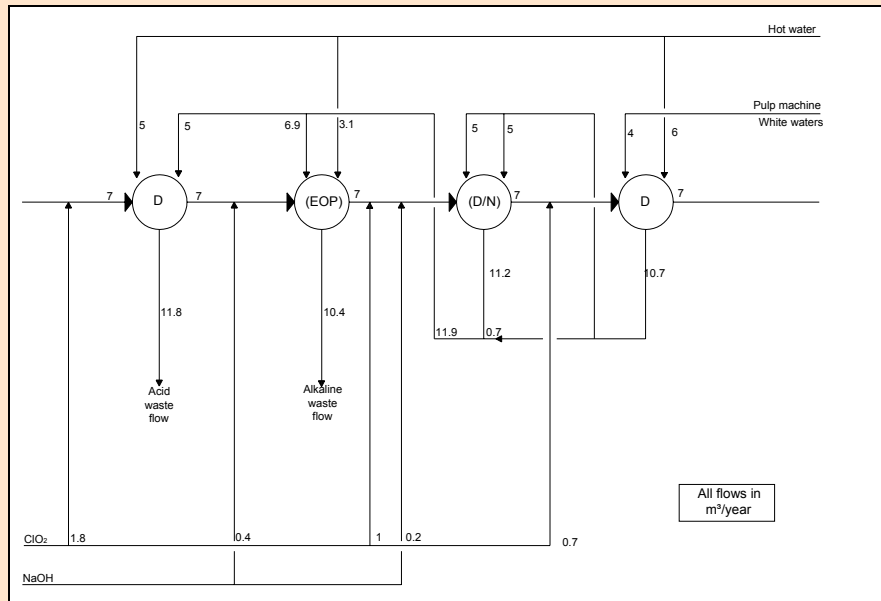 Hot water
Pulp machine
White waters
5
5
6.9
3.1
5
5
4
6
7
D
7
(EOP)
7
(D/N)
7
D
7
11.2
10.7
11.8
10.4
11.9
0.7
Acid
waste
flow
Alkaline
waste
flow
All flows in
m³/year
ClO₂
1.8
0.4
1
0.2
0.7
NaOH